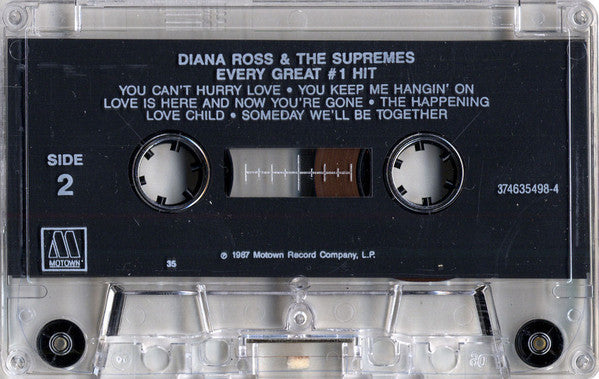 DIANA ROSS & THE SUPREMES
EVERY GREAT #1 HIT
YOU CAN'T HURRY LOVE • YOU KEEP ME HANGIN' ON
LOVE IS HERE AND NOW YOU'RE GONE • THE HAPPENING
LOVE CHILD • SOMEDAY WE'LL BE TOGETHER
SIDE
2
374635498-4
M
MOTOWN
35
℗ 1987 Motown Record Company, L.P.